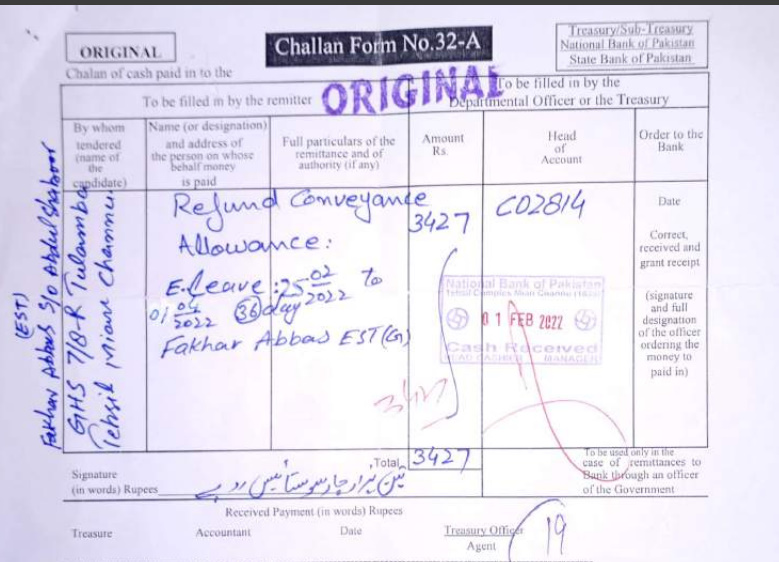 ORIGINAL
Challan Form No.32-A
Treasury/Sub-Treasury
National Bank of Pakistan
State Bank of Pakistan
Chalan of cash paid in to the
ORIGINAL
To be filled in by the remitter
To be filled in by the
Departmental Officer or the Treasury
By whom
tendered
(name of
the
candidate)
Name (or designation)
and address of
the person on whose
behalf money
is paid
Full particulars of the
remittance and of
authority (if any)
Amount
Rs.
Head
of
Account
Order to the
Bank
(EST)
Fakhar Abbas S/o Abdul Shakoor
GHS 7/8-R Tulamba
Tehsil Mian Channu
Refund Conveyance
Allowance:
E.Leave : 25 02/2022 to
01 04/2022 36 day
Fakhar Abbas EST(G)
3427
C02814
National Bank of Pakistan
01 FEB 2022
Cash Received
HEAD CASHIER MANAGER
3427
Date
Correct,
received and
grant receipt
(signature
and full
designation
of the officer
ordering the
money to
paid in)
Total 3427
Signature
(in words) Rupees تین ہزار چار سو ستائیس روپے
To be used only in the
case of remittances to
Bank through an officer
of the Government
Received Payment (in words) Rupees
Treasure Accountant Date Treasury Officer
Agent
19